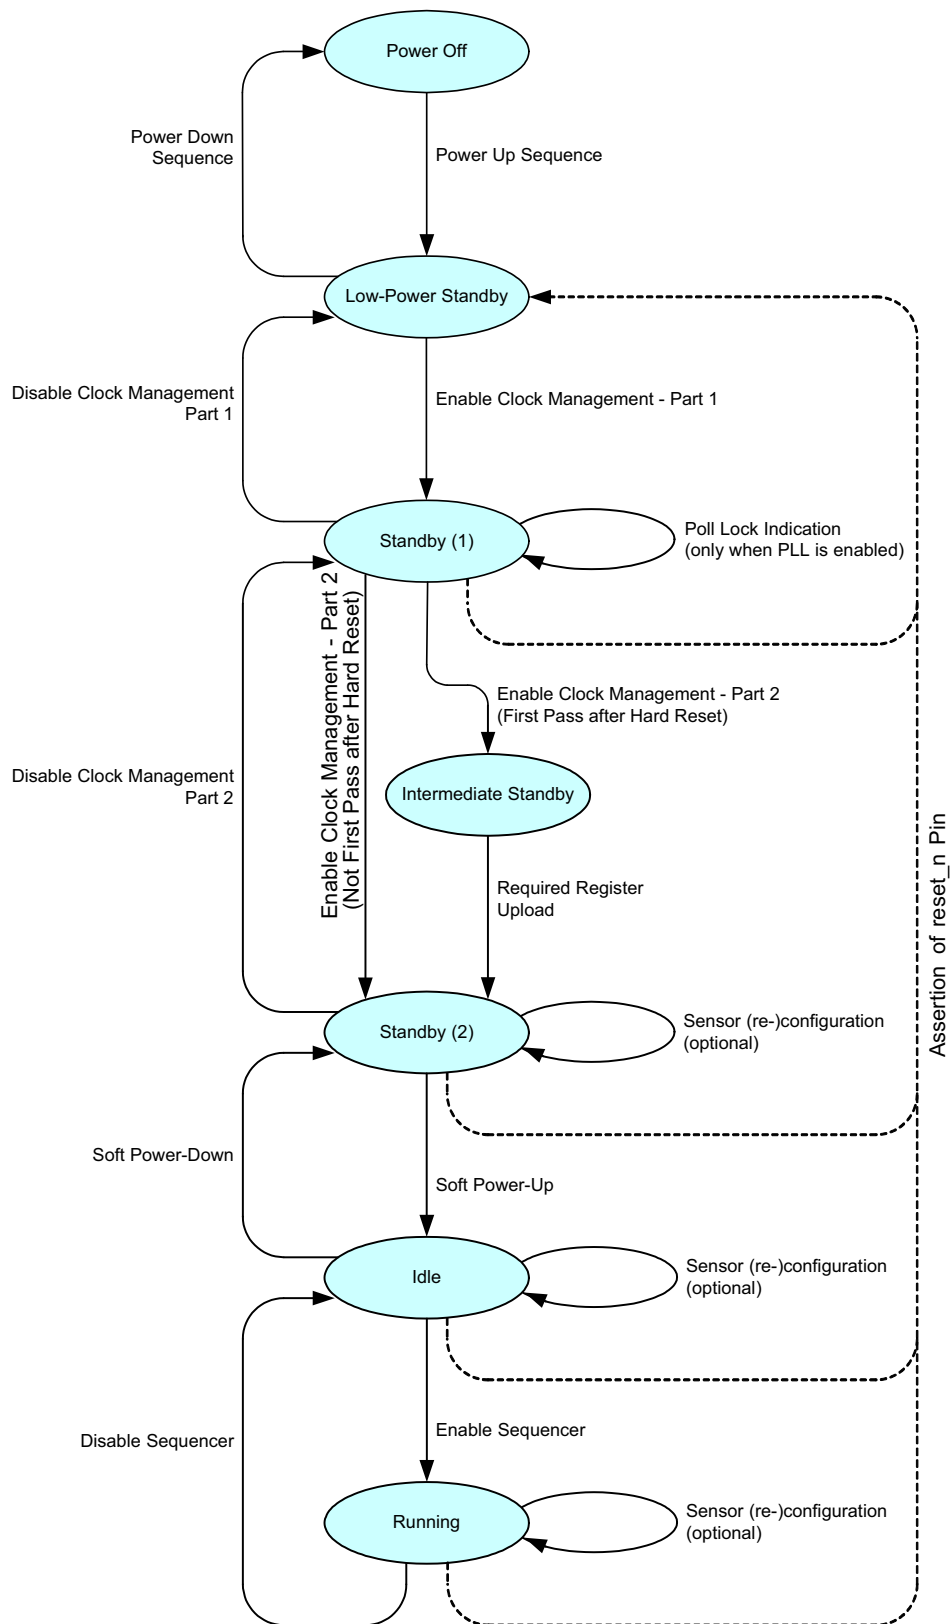 Power Off
Power Down
Sequence
Power Up Sequence
Low-Power Standby
Disable Clock Management
Part 1
Enable Clock Management - Part 1
Standby (1)
Poll Lock Indication
(only when PLL is enabled)
Enable Clock Management - Part 2
(Not First Pass after Hard Reset)
Enable Clock Management - Part 2
(First Pass after Hard Reset)
Disable Clock Management
Part 2
Intermediate Standby
Required Register
Upload
Assertion of reset_n Pin
Standby (2)
Sensor (re-)configuration
(optional)
Soft Power-Down
Soft Power-Up
Idle
Sensor (re-)configuration
(optional)
Disable Sequencer
Enable Sequencer
Running
Sensor (re-)configuration
(optional)